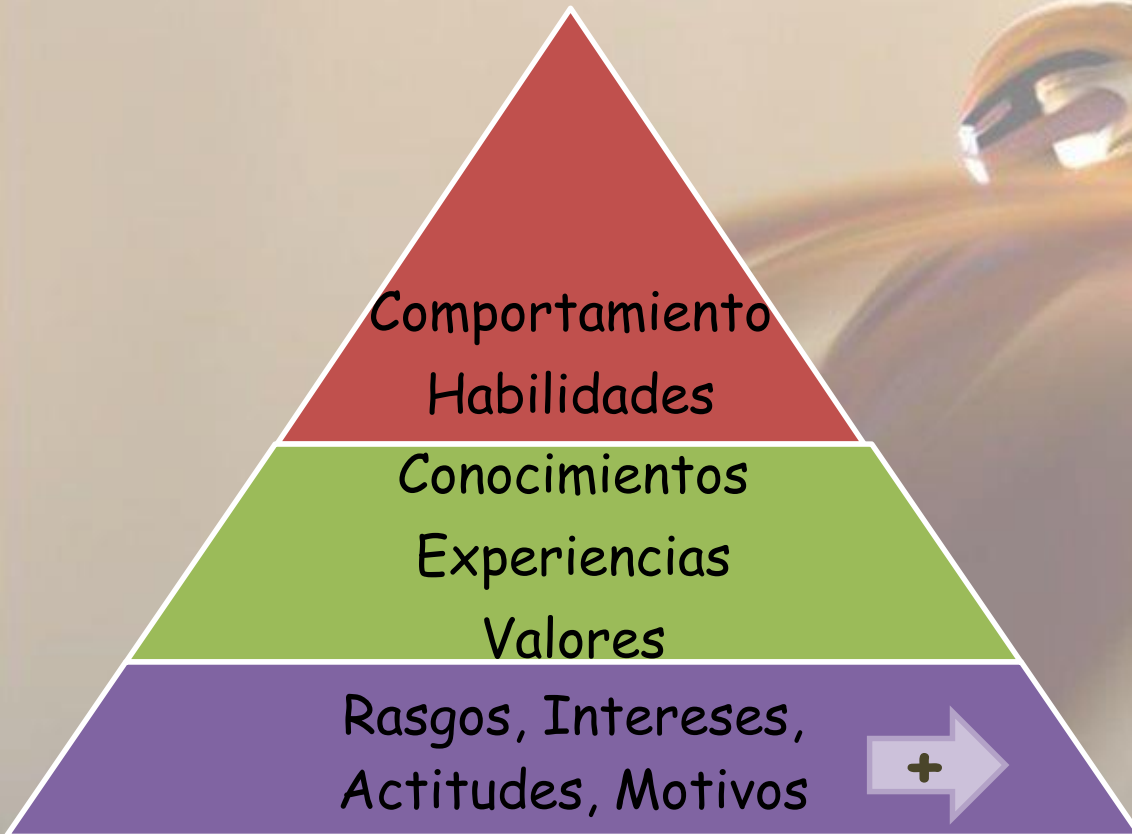 Comportamiento
Habilidades
Conocimientos
Experiencias
Valores
Rasgos, Intereses,
Actitudes, Motivos
+